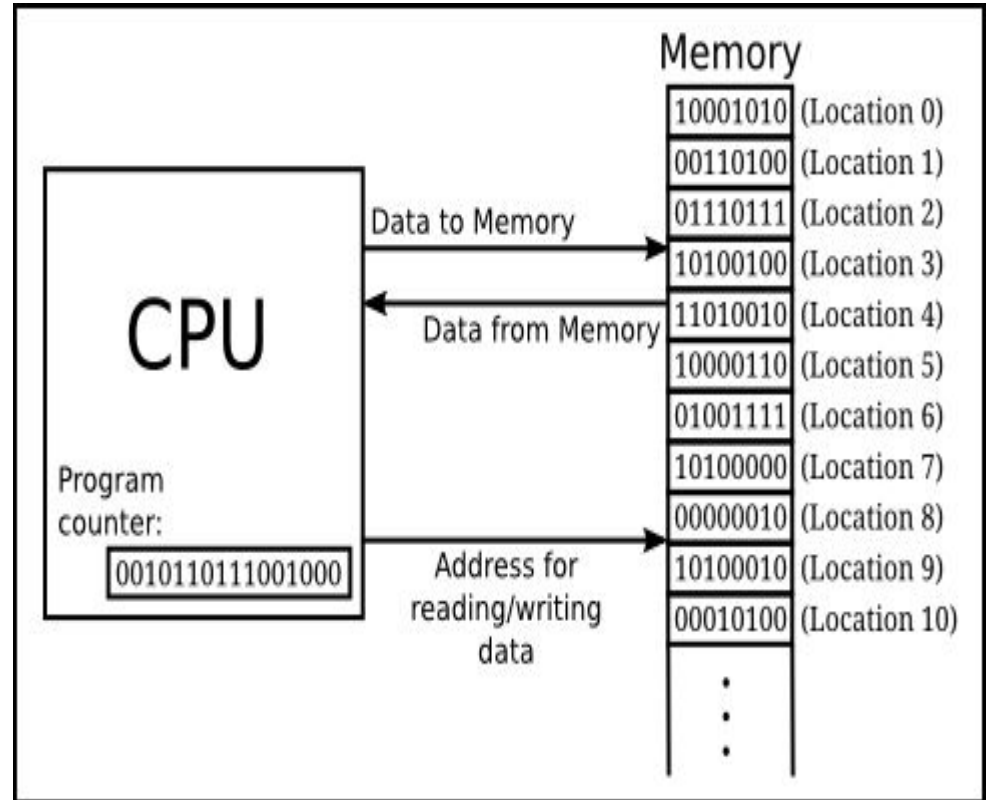 Memory
10001010 (Location 0)
00110100 (Location 1)
01110111 (Location 2)
10100100 (Location 3)
11010010 (Location 4)
10000110 (Location 5)
01001111 (Location 6)
10100000 (Location 7)
00000010 (Location 8)
10100010 (Location 9)
00010100 (Location 10)
Data to Memory
Data from Memory
CPU
Program
counter:
0010110111001000
Address for
reading/writing
data